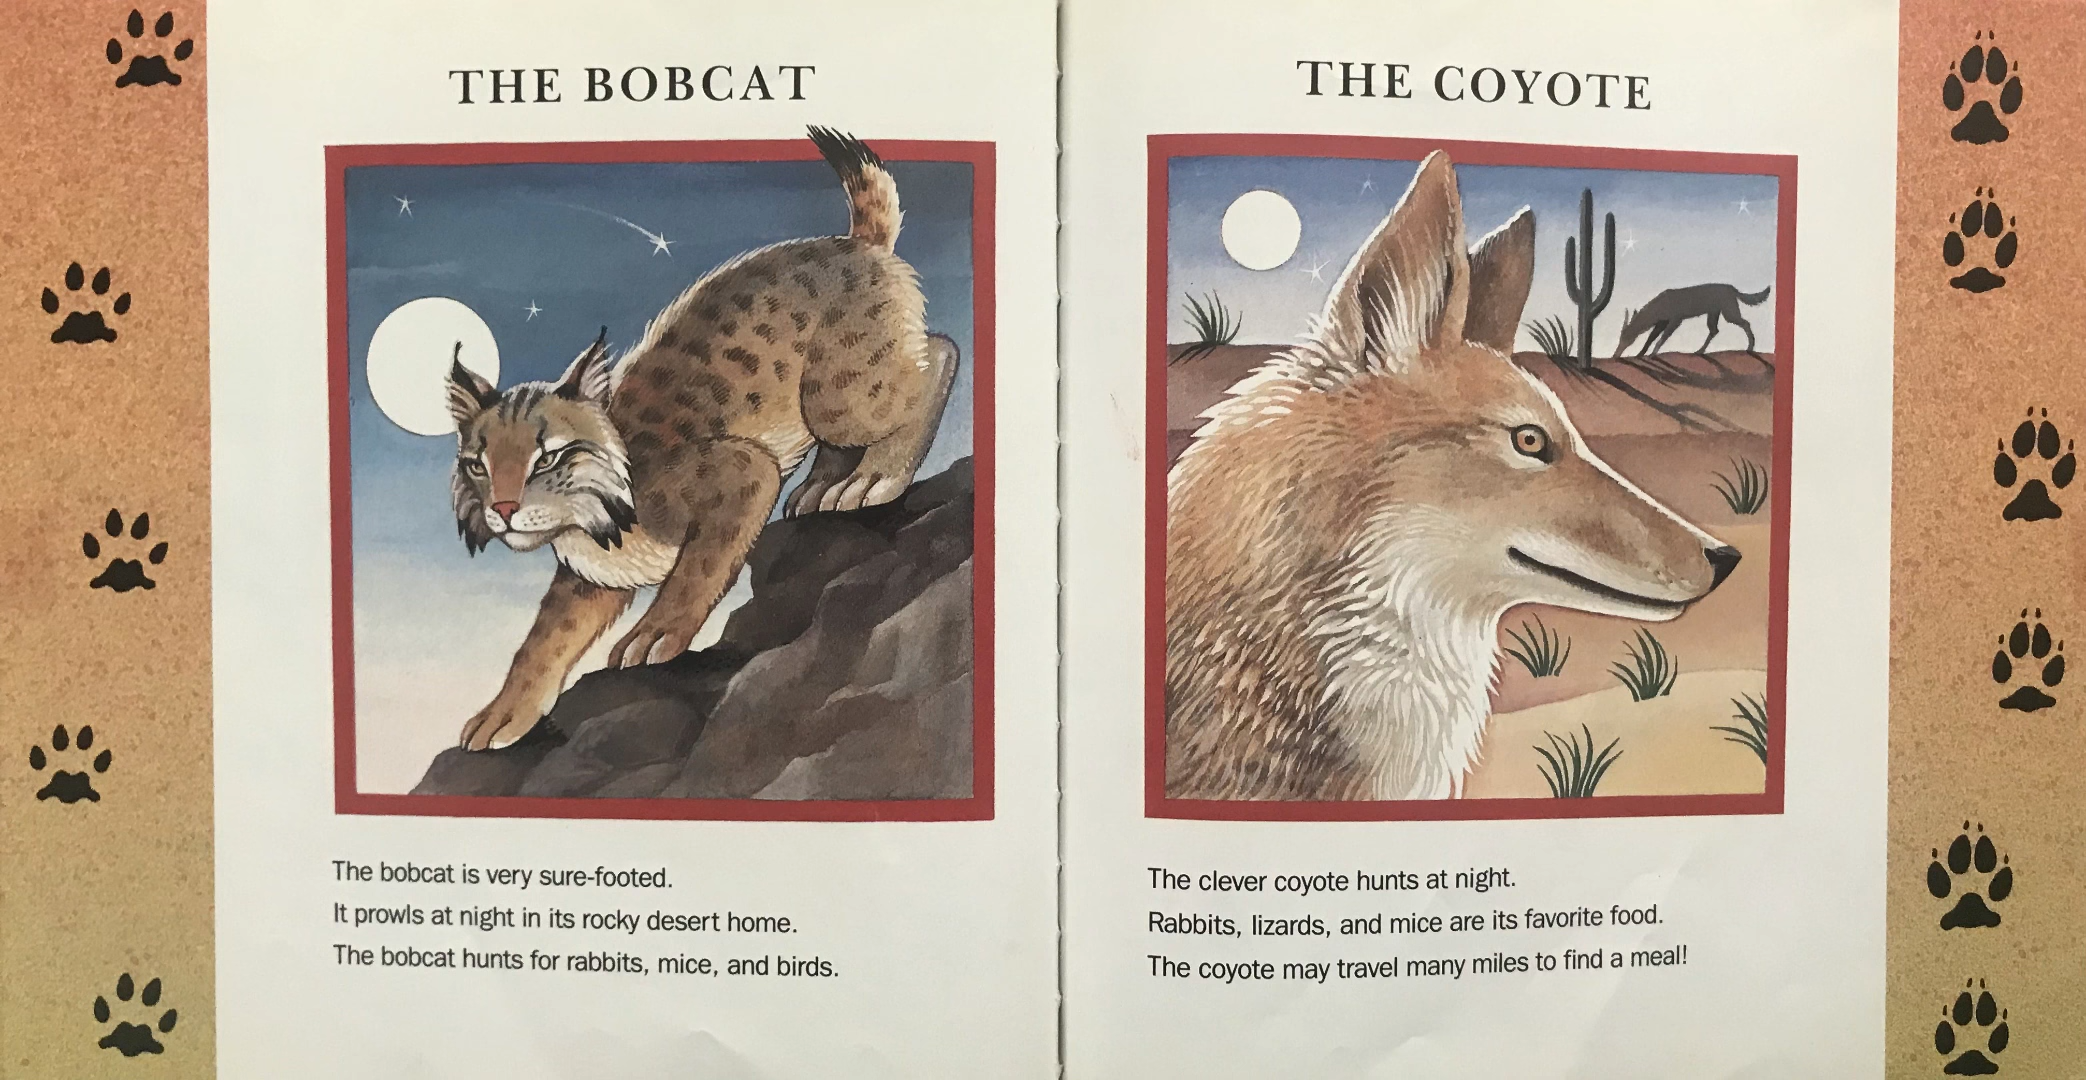 THE BOBCAT
The bobcat is very sure-footed.
It prowls at night in its rocky desert home.
The bobcat hunts for rabbits, mice, and birds.
THE COYOTE
The clever coyote hunts at night.
Rabbits, lizards, and mice are its favorite food.
The coyote may travel many miles to find a meal!